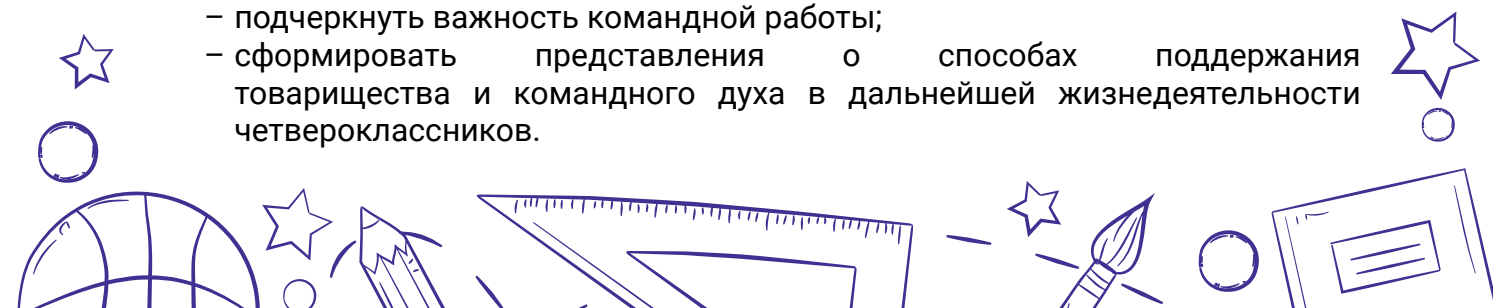 – подчеркнуть важность командной работы;
– сформировать представления о способах поддержания
товарищества и командного духа в дальнейшей жизнедеятельности
четвероклассников.